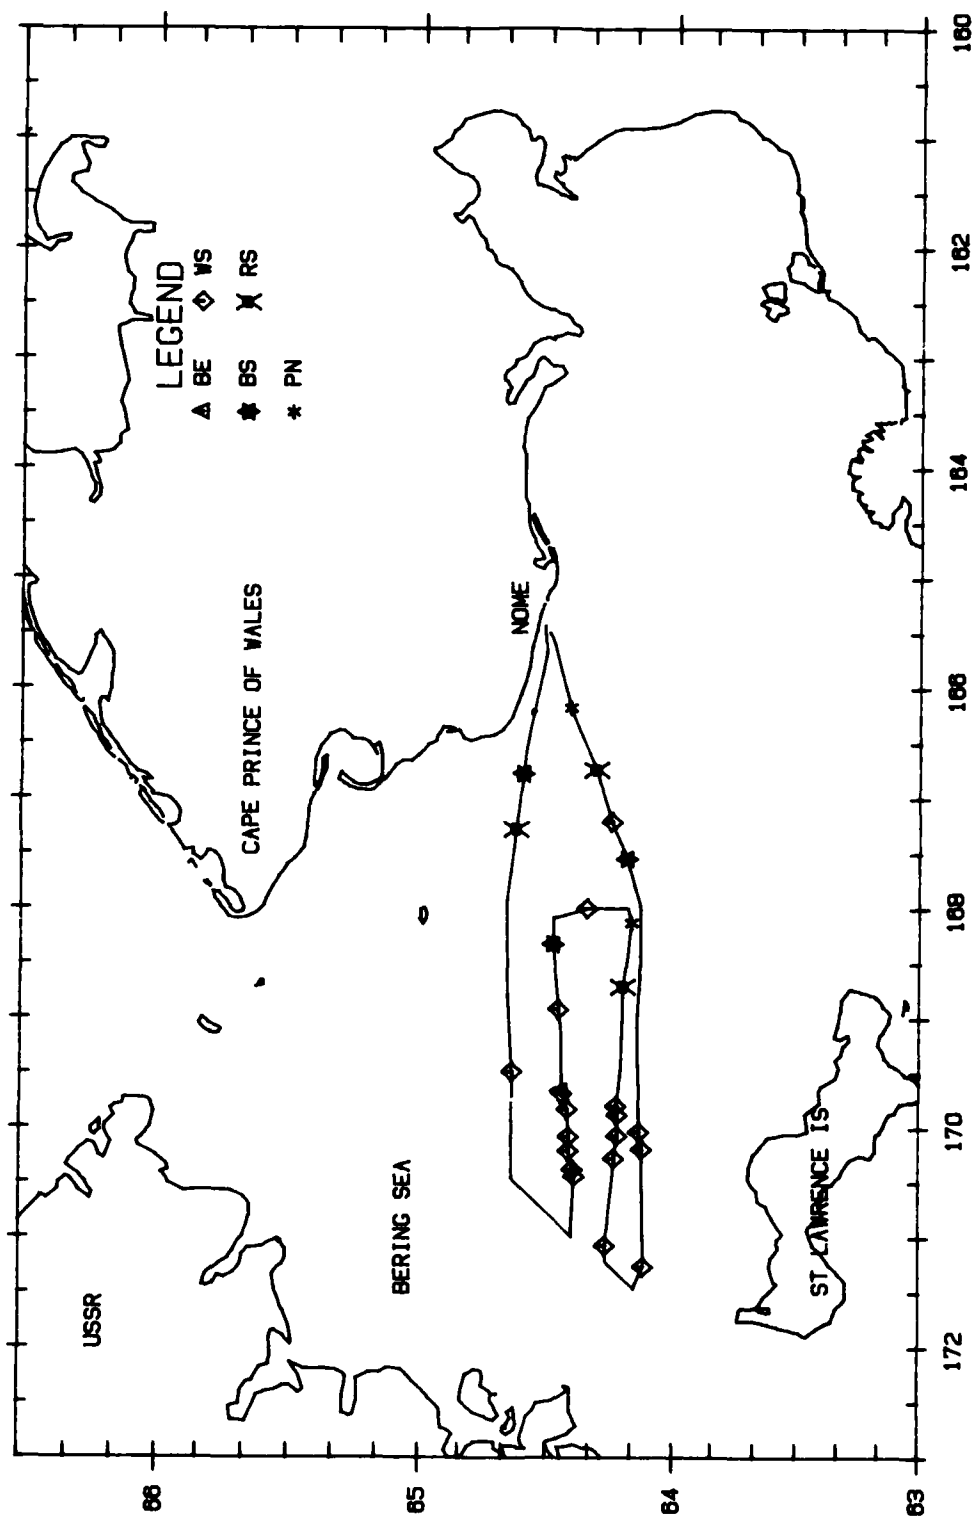 LEGEND
BE WS
BS RS
PN
USSR
CAPE PRINCE OF WALES
BERING SEA
NOME
ST LAWRENCE IS
66
65
64
63
172
170
168
166
164
162
160